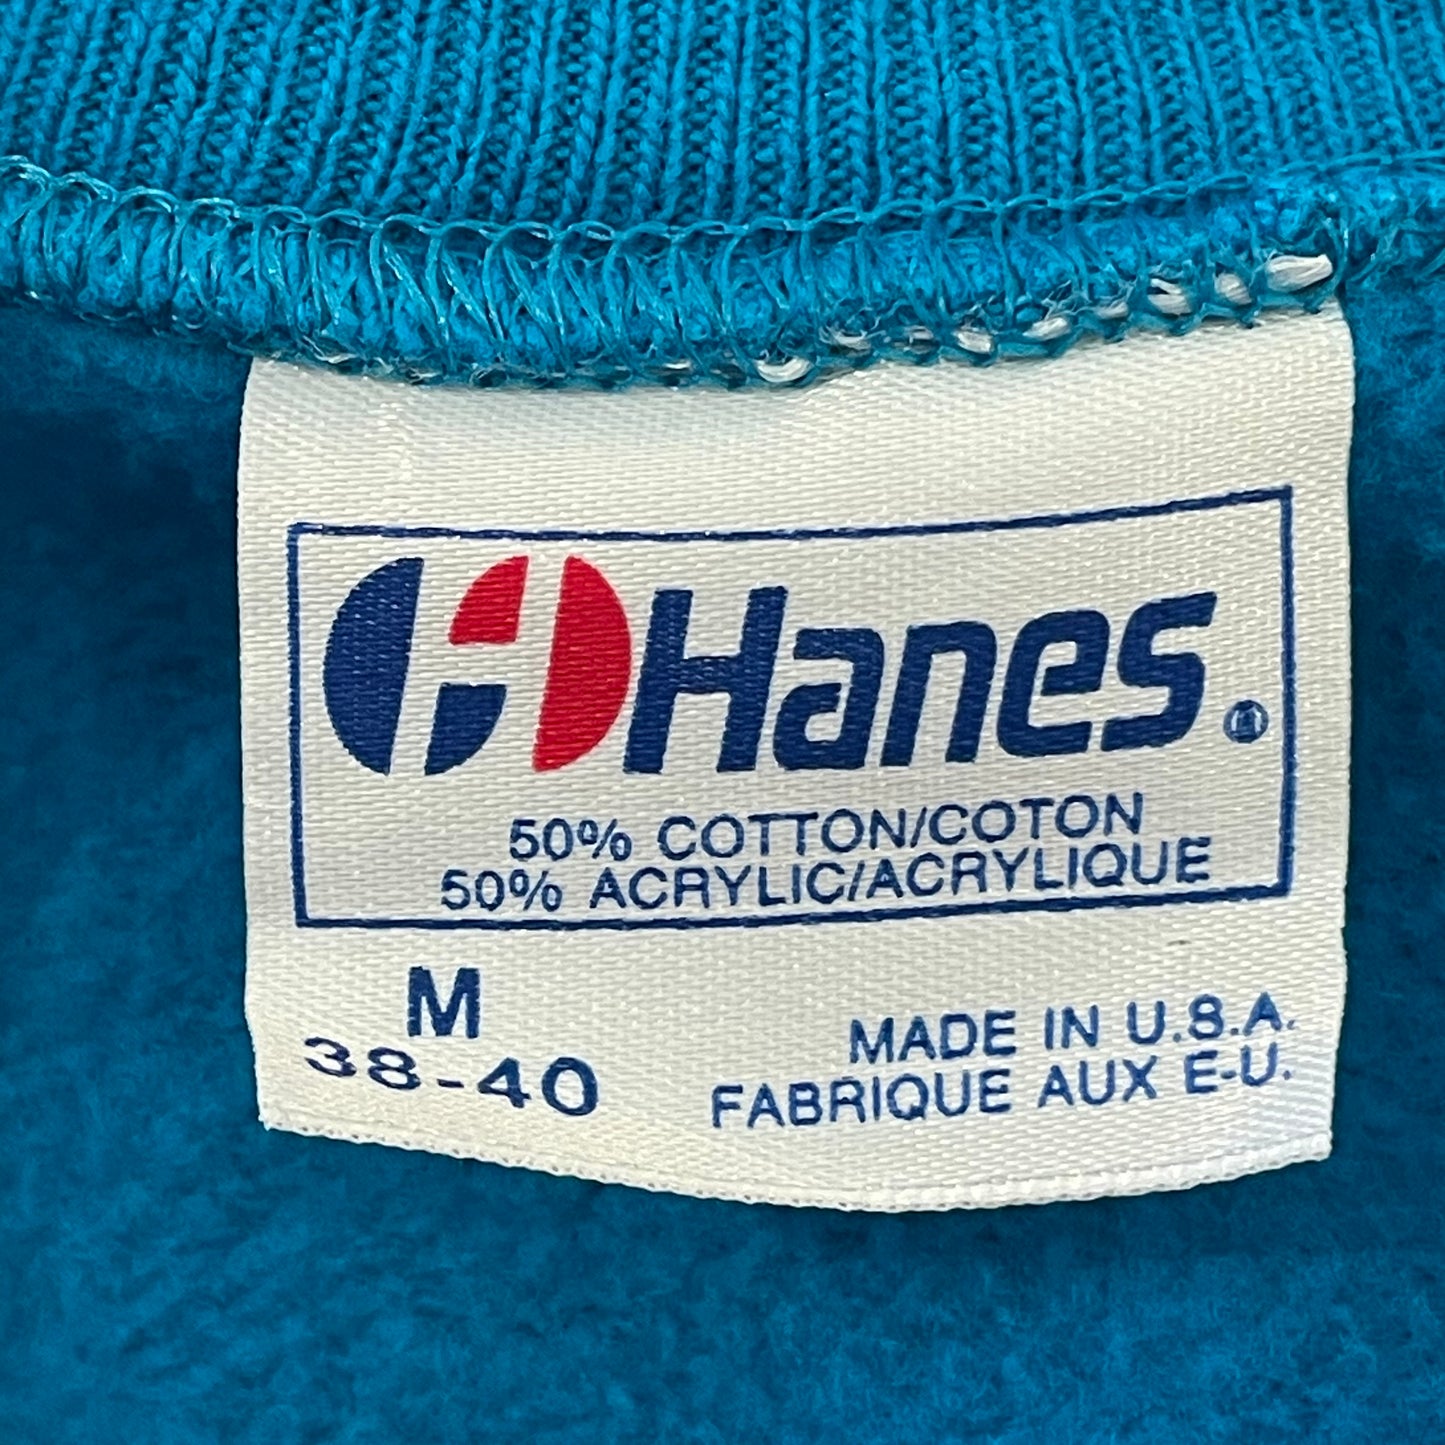 Hanes®
50% COTTON/COTON
50% ACRYLIC/ACRYLIQUE
M
38-40
MADE IN U.S.A.
FABRIQUE AUX E-U.